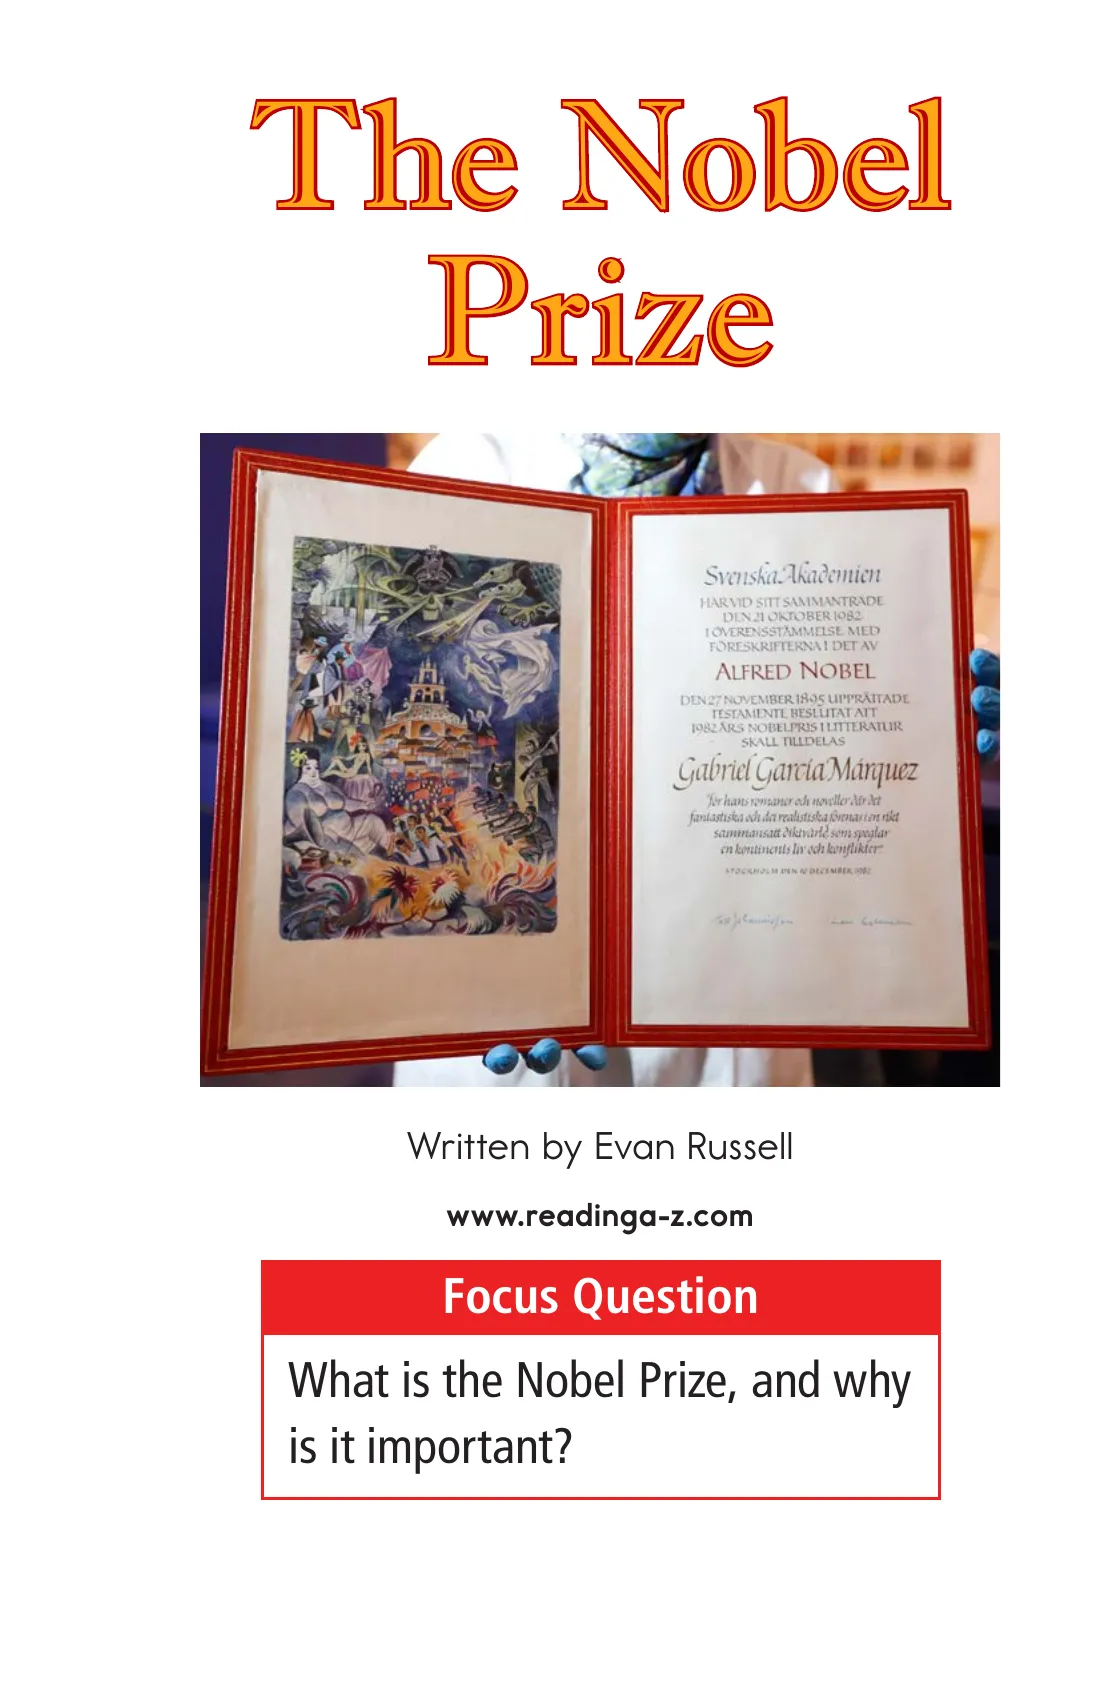 The Nobel
Prize
Svenska Akademien
HAR VID SITT SAMMANTRÄDE
DEN 21 OKTOBER 1982
I ÖVERENSSTÄMMELSE MED
FÖRESKRIFTERNA I DET AV
ALFRED NOBEL
DEN 27 NOVEMBER 1895 UPPRÄTTADE
TESTAMENTE BESLUTAT ATT
1982 ÅRS NOBELPRIS I LITTERATUR
SKALL TILLDELAS
Gabriel García Márquez
"för hans romaner och noveller där det
fantastiska och det realistiska förenas i en rikt
sammansatt diktvärld, som speglar
en kontinents liv och konflikter"
STOCKHOLM DEN 10 DECEMBER 1982
Written by Evan Russell
www.readinga-z.com
Focus Question
What is the Nobel Prize, and why
is it important?